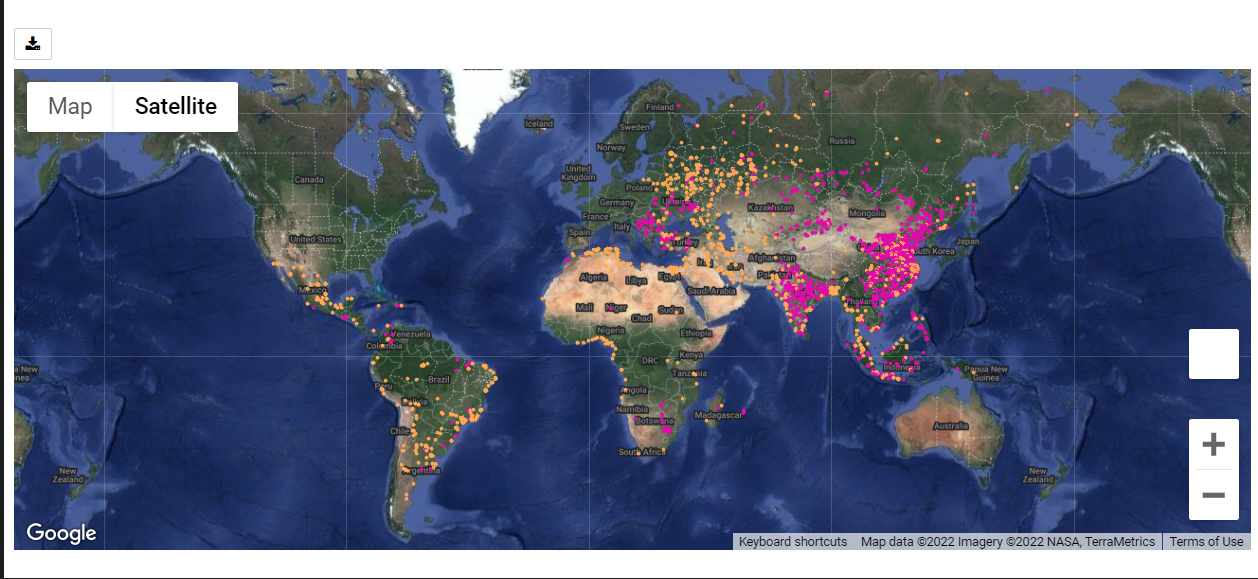 Map
Satellite
Finland
Iceland
Sweden
Russia
Norway
United
Kingdom
Canada
Poland
Germany
Kazakhstan
Mongolia
France
Italy
Spain
United States
Turkey
Japan
South Korea
Afghanistan
Algeria
Libya
Egypt
Mexico
Saudi Arabia
Mali
Niger
Sudan
Thailand
Chad
Nigeria
Venezuela
Ethiopia
Colombia
Kenya
DRC
Indonesia
Papua New
Guinea
Tanzania
Brazil
Peru
Angola
Bolivia
Namibia
Madagascar
Botswana
Australia
Chile
South Africa
Argentina
New
Zealand
New
Zealand
Google
Keyboard shortcuts Map data ©2022 Imagery ©2022 NASA, TerraMetrics Terms of Use